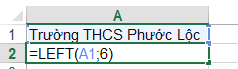 A
1 Trường THCS Phước Lộc
2 =LEFT(A1;6)